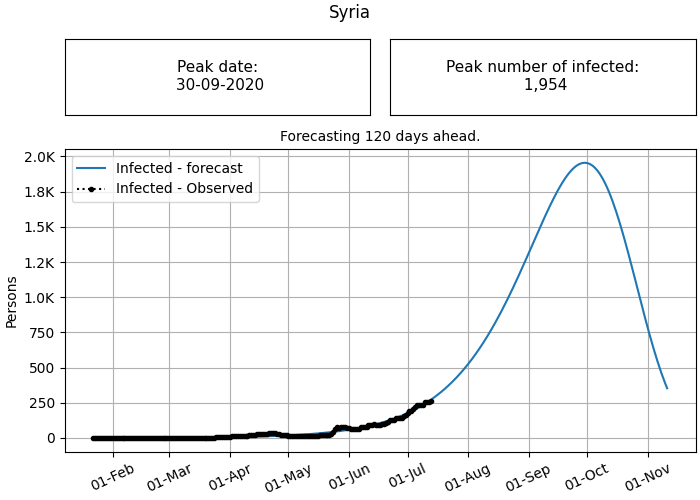 Syria
Peak date:
30-09-2020
Peak number of infected:
1,954
Forecasting 120 days ahead.
Infected - forecast
Infected - Observed
Persons
2.0K
1.8K
1.5K
1.2K
1.0K
750
500
250
0
01-Feb
01-Mar
01-Apr
01-May
01-Jun
01-Jul
01-Aug
01-Sep
01-Oct
01-Nov